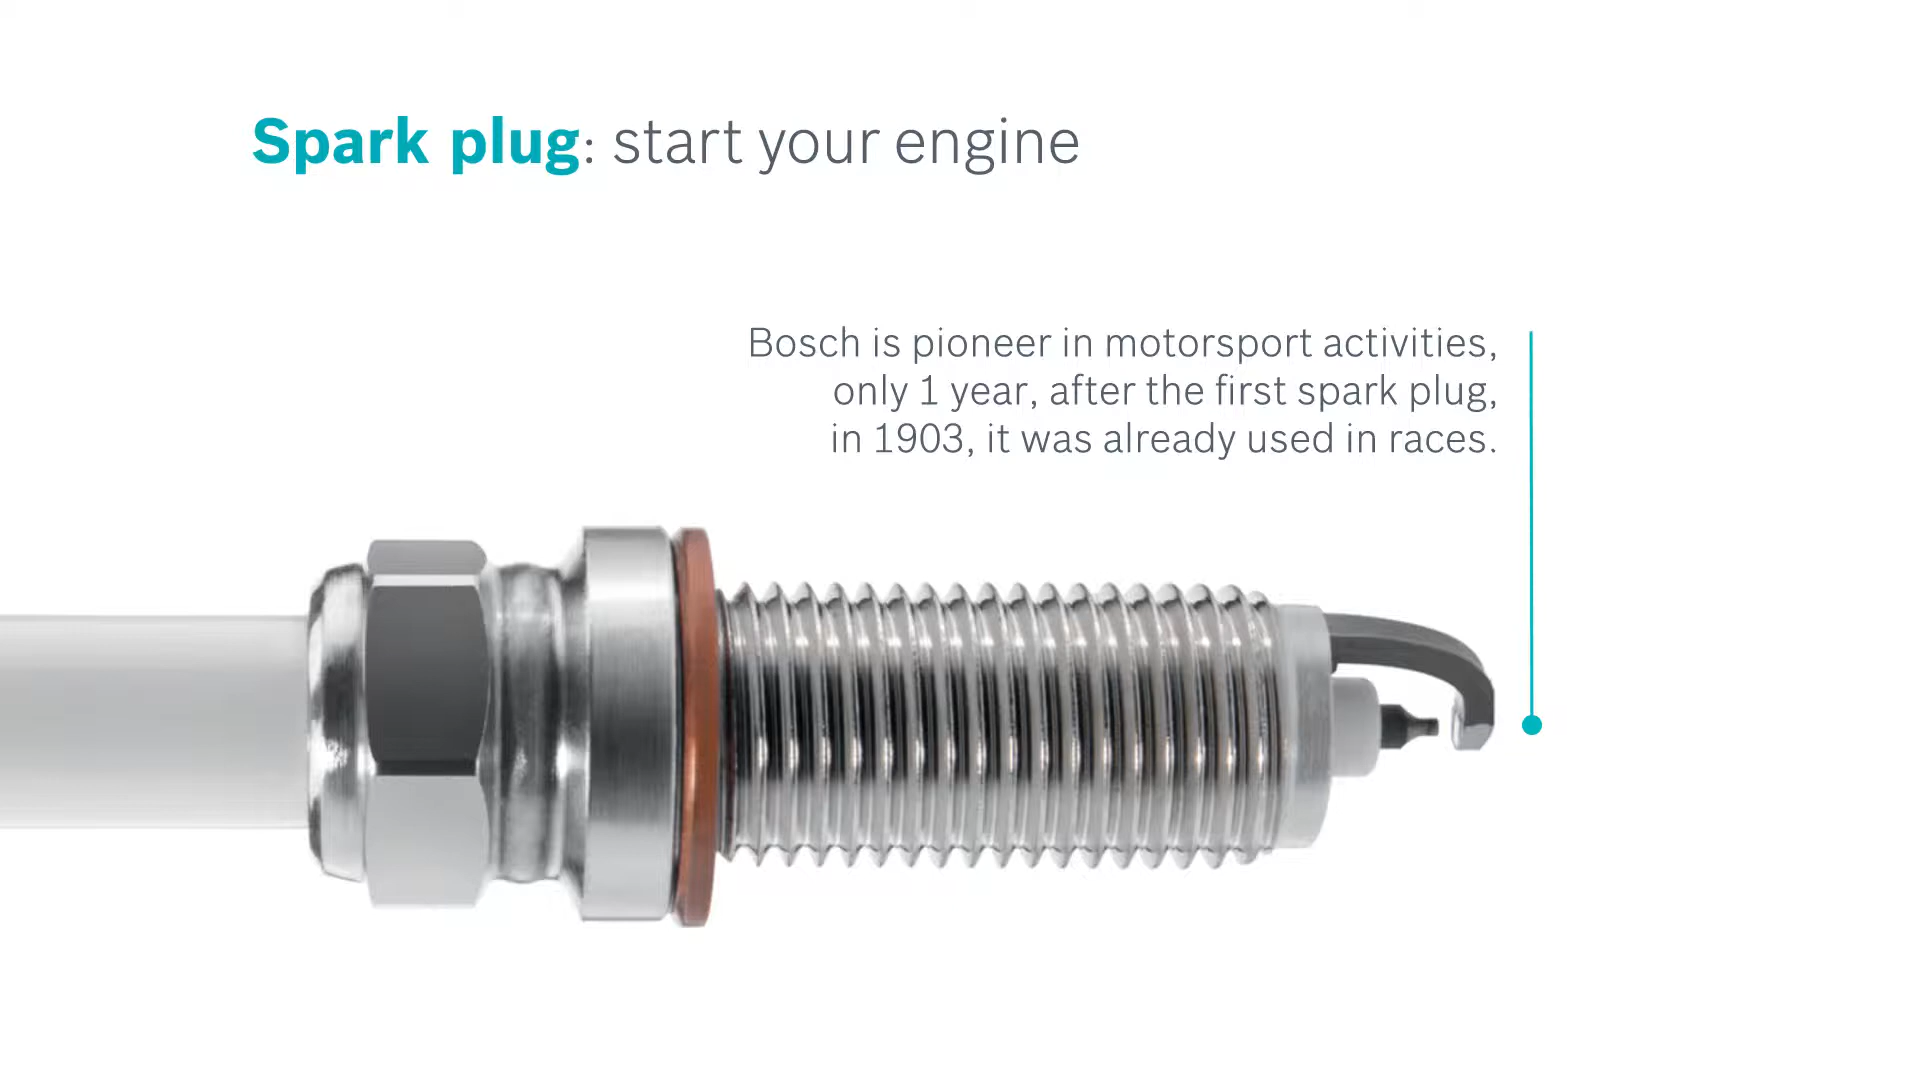 Spark plug: start your engine
Bosch is pioneer in motorsport activities,
only 1 year, after the first spark plug,
in 1903, it was already used in races.